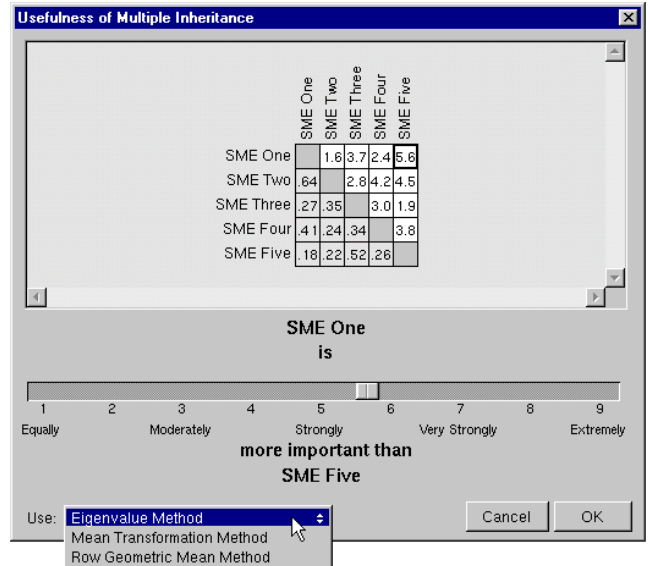 Usefulness of Multiple Inheritance
SME One
SME Two
SME Three
SME Four
SME Five
SME One 1.6 3.7 2.4 5.6
SME Two .64 2.8 4.2 4.5
SME Three .27 .35 3.0 1.9
SME Four .41 .24 .34 3.8
SME Five .18 .22 .52 .26
SME One
is
1 2 3 4 5 6 7 8 9
Equally Moderately Strongly Very Strongly Extremely
more important than
SME Five
Use: Eigenvalue Method Cancel OK
Mean Transformation Method
Row Geometric Mean Method